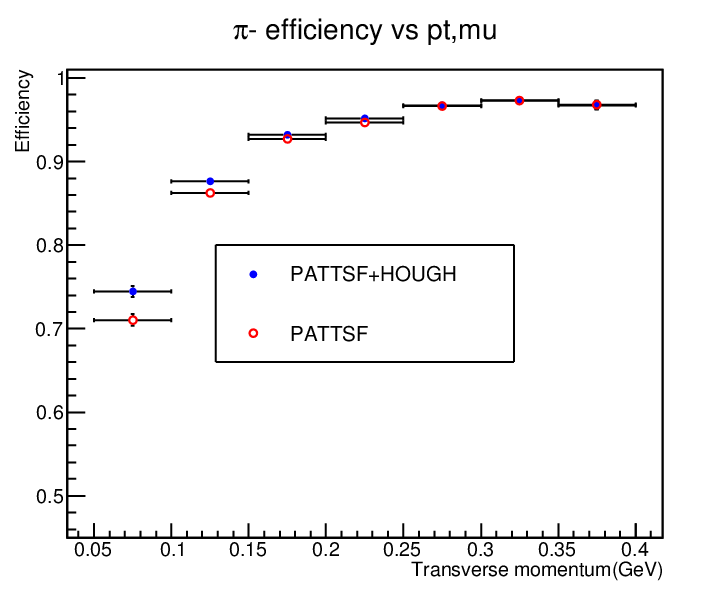 π- efficiency vs pt,mu
Efficiency
1
0.9
0.8
0.7
0.6
0.5
PATTSF+HOUGH
PATTSF
0.05 0.1 0.15 0.2 0.25 0.3 0.35 0.4
Transverse momentum(GeV)